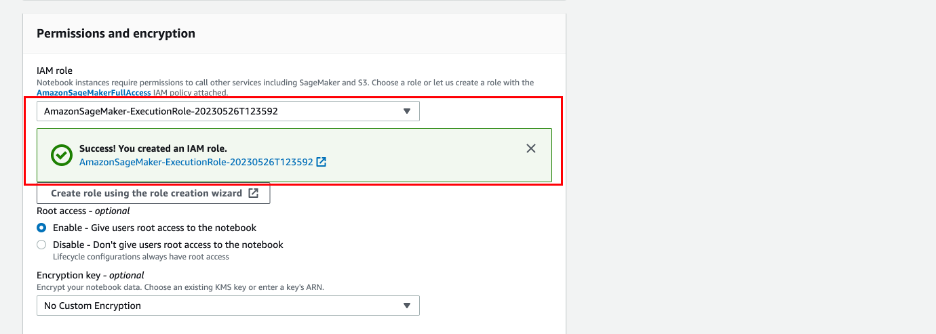 Permissions and encryption
IAM role
Notebook instances require permissions to call other services including SageMaker and S3. Choose a role or let us create a role with the
AmazonSageMakerFullAccess IAM policy attached.
AmazonSageMaker-ExecutionRole-20230526T123592
Success! You created an IAM role.
AmazonSageMaker-ExecutionRole-20230526T123592
Create role using the role creation wizard
Root access - optional
Enable - Give users root access to the notebook
Disable - Don't give users root access to the notebook
Lifecycle configurations always have root access
Encryption key - optional
Encrypt your notebook data. Choose an existing KMS key or enter a key's ARN.
No Custom Encryption